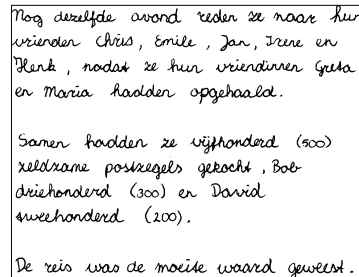 Nog dezelfde avond reden ze naar hun
vrienden Chris, Emile, Jan, Irene en
Henk, nadat ze hun vriendinnen Greta
en Maria hadden opgehaald.
Samen hadden ze vijfhonderd (500)
zeldzame postzegels gekocht, Bob
driehonderd (300) en David
tweehonderd (200).
De reis was de moeite waard geweest.